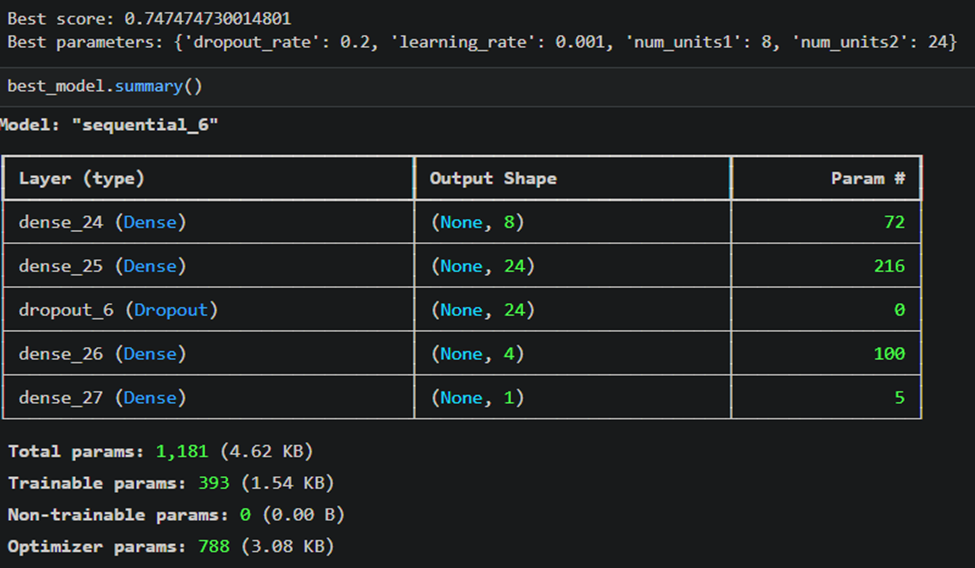 Best score: 0.747474730014801
Best parameters: {'dropout_rate': 0.2, 'learning_rate': 0.001, 'num_units1': 8, 'num_units2': 24}
best_model.summary()
Model: "sequential_6"
Layer (type) Output Shape Param #
dense_24 (Dense) (None, 8) 72
dense_25 (Dense) (None, 24) 216
dropout_6 (Dropout) (None, 24) 0
dense_26 (Dense) (None, 4) 100
dense_27 (Dense) (None, 1) 5
Total params: 1,181 (4.62 KB)
Trainable params: 393 (1.54 KB)
Non-trainable params: 0 (0.00 B)
Optimizer params: 788 (3.08 KB)